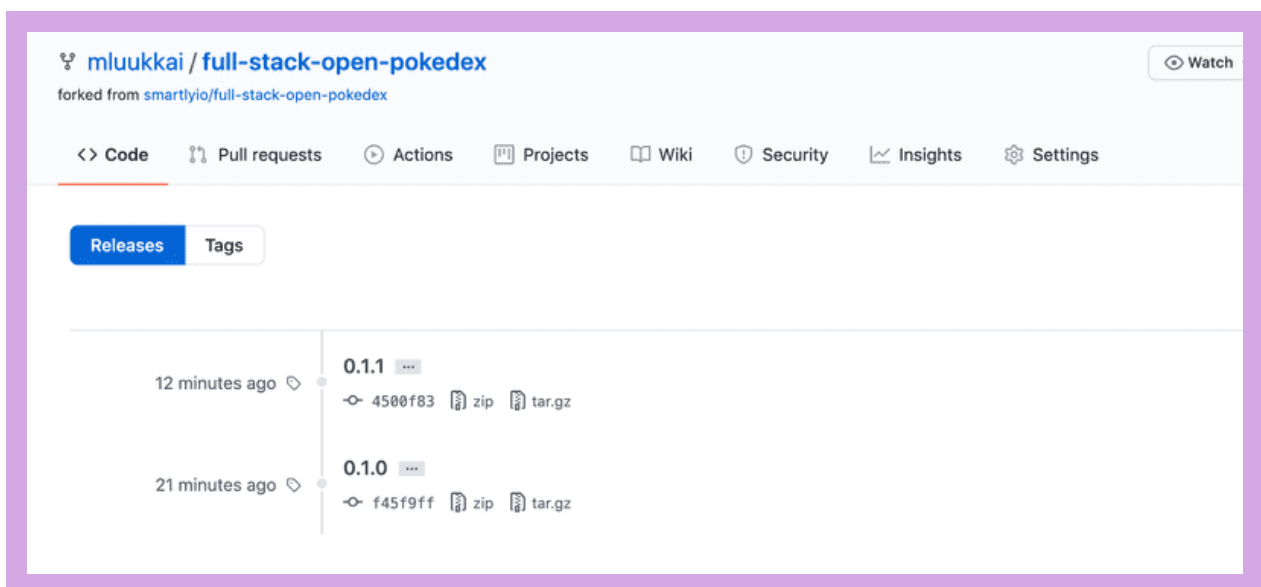 mluukkai / full-stack-open-pokedex
Watch
forked from smartlyio/full-stack-open-pokedex
<> Code Pull requests Actions Projects Wiki Security Insights Settings
Releases Tags
0.1.1 ...
12 minutes ago
4500f83 zip tar.gz
0.1.0 ...
21 minutes ago
f45f9ff zip tar.gz